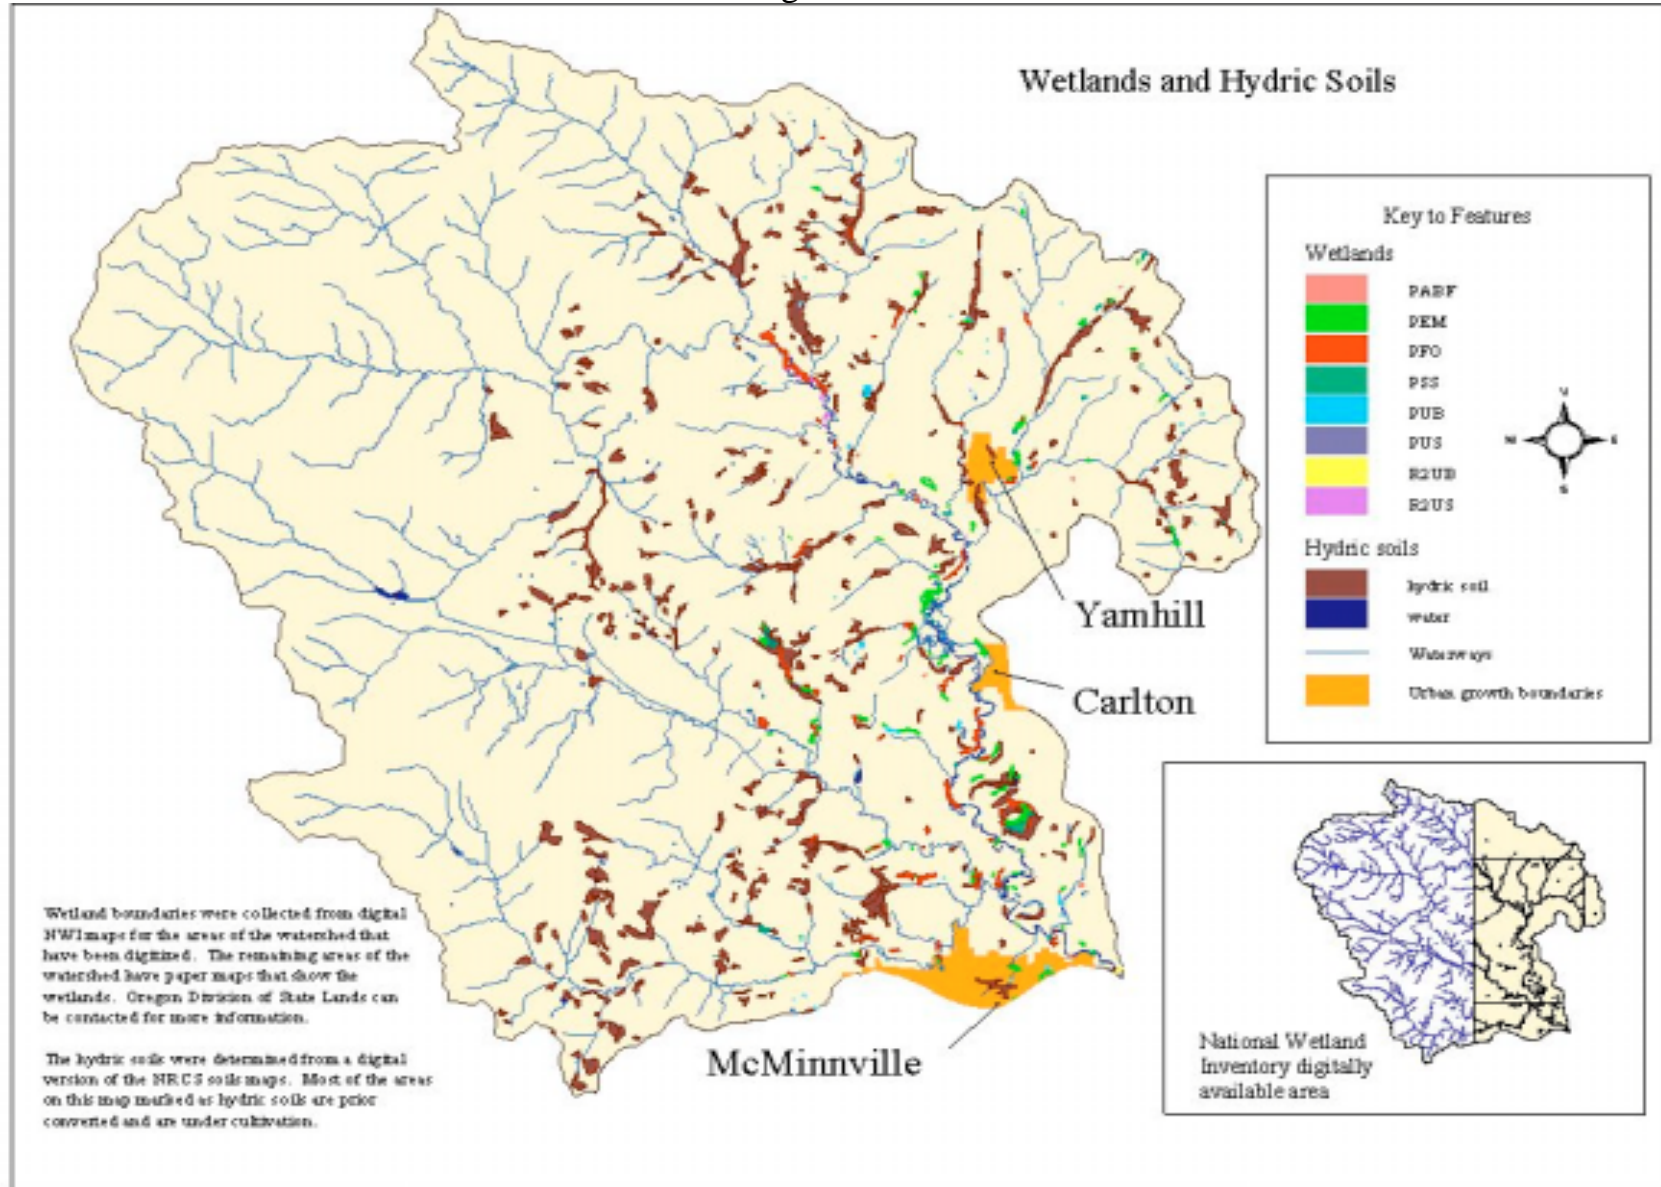 Wetlands and Hydric Soils
Key to Features
Wetlands
PABF
PEM
PFO
PSS
PUB
PUS
R2UB
R2US
Hydric soils
hydric soil
water
Waterways
Urban growth boundaries
E
S
Yamhill
Carlton
McMinnville
Wetland boundaries were collected from digital
NWI maps for the areas of the watershed that
have been digitized. The remaining areas of the
watershed have paper maps that show the
wetlands. Oregon Division of State Lands can
be contacted for more information.
The hydric soils were determined from a digital
version of the NRCS soils maps. Most of the areas
on this map marked as hydric soils are prior
converted and are under cultivation.
National Wetland
Inventory digitally
available area